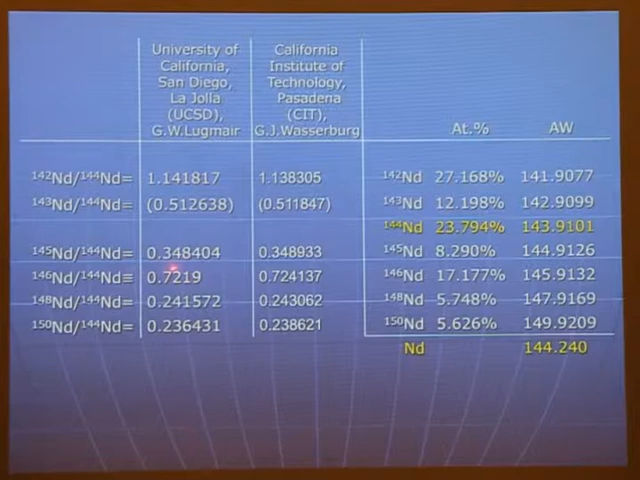 University of California, San Diego, La Jolla (UCSD), G.W.Lugmair
California Institute of Technology, Pasadena (CIT), G.J.Wasserburg
At.% AW
¹⁴²Nd/¹⁴⁴Nd= 1.141817 1.138305 ¹⁴²Nd 27.168% 141.9077
¹⁴³Nd/¹⁴⁴Nd= (0.512638) (0.511847) ¹⁴³Nd 12.198% 142.9099
¹⁴⁴Nd 23.794% 143.9101
¹⁴⁵Nd/¹⁴⁴Nd= 0.348404 0.348933 ¹⁴⁵Nd 8.290% 144.9126
¹⁴⁶Nd/¹⁴⁴Nd≡ 0.7219 0.724137 ¹⁴⁶Nd 17.177% 145.9132
¹⁴⁸Nd/¹⁴⁴Nd= 0.241572 0.243062 ¹⁴⁸Nd 5.748% 147.9169
¹⁵⁰Nd/¹⁴⁴Nd= 0.236431 0.238621 ¹⁵⁰Nd 5.626% 149.9209
Nd 144.240